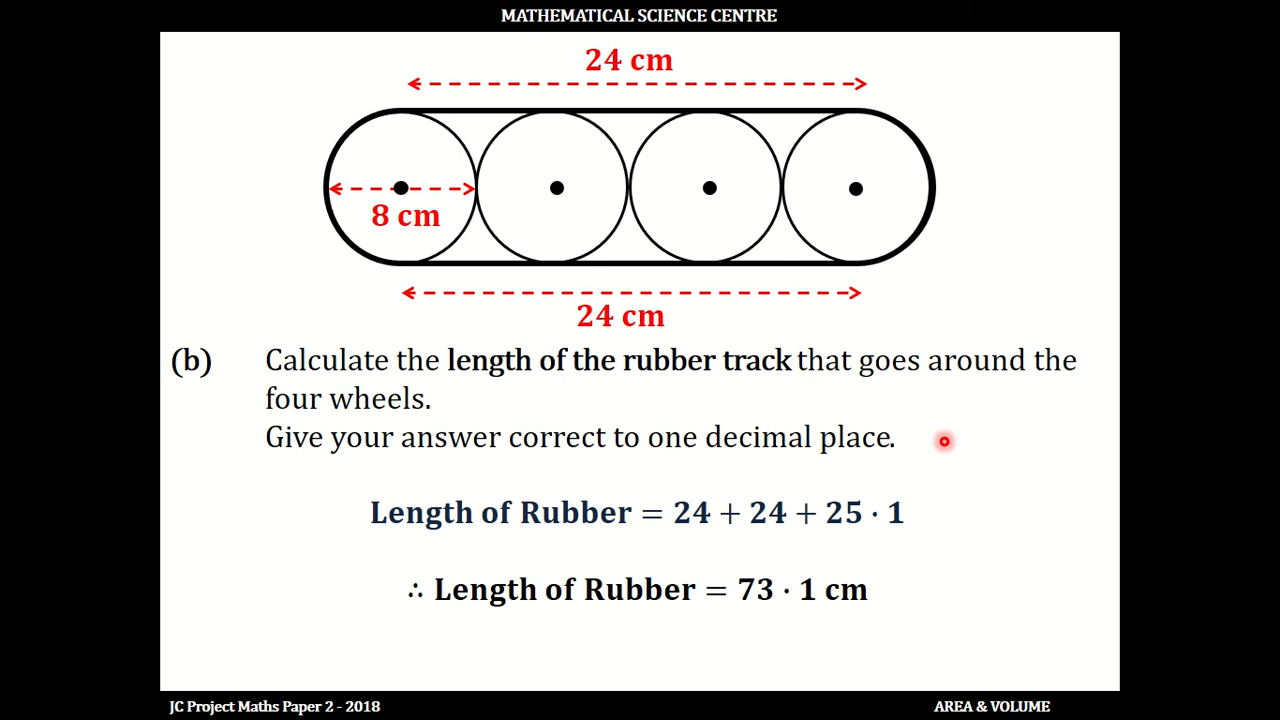 MATHEMATICAL SCIENCE CENTRE
24 cm
8 cm
24 cm
(b) Calculate the length of the rubber track that goes around the
four wheels.
Give your answer correct to one decimal place.
Length of Rubber = 24 + 24 + 25 · 1
∴ Length of Rubber = 73 · 1 cm
JC Project Maths Paper 2 - 2018 AREA & VOLUME